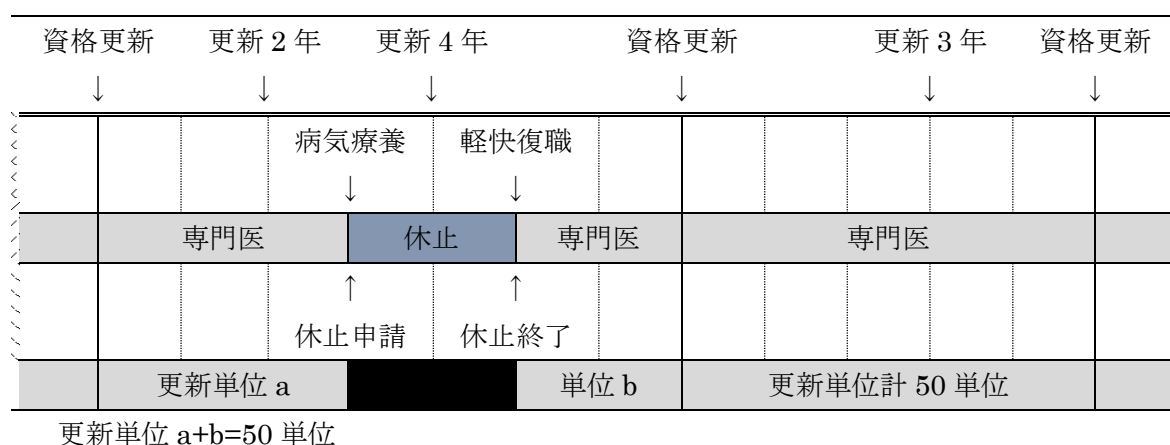 資格更新 更新 2 年 更新 4 年 資格更新 更新 3 年 資格更新
↓ ↓ ↓ ↓ ↓ ↓
病気療養 軽快復職
↓ ↓
専門医 休止 専門医 専門医
↑ ↑
休止申請 休止終了
更新単位 a 単位 b 更新単位計 50 単位
更新単位 a+b=50 単位